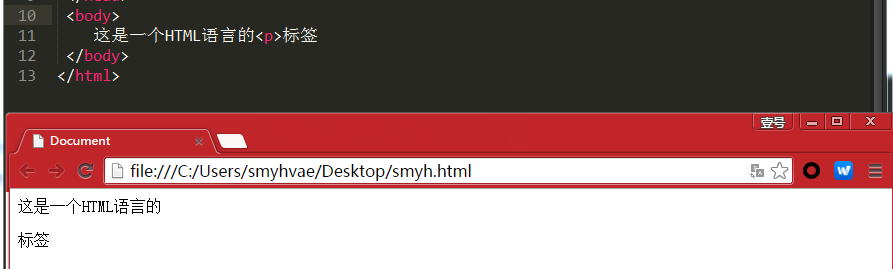 10 <body>
11 这是一个HTML语言的<p>标签
12 </body>
13 </html>
壹号
Document
file:///C:/Users/smyhvae/Desktop/smyh.html
这是一个HTML语言的
标签